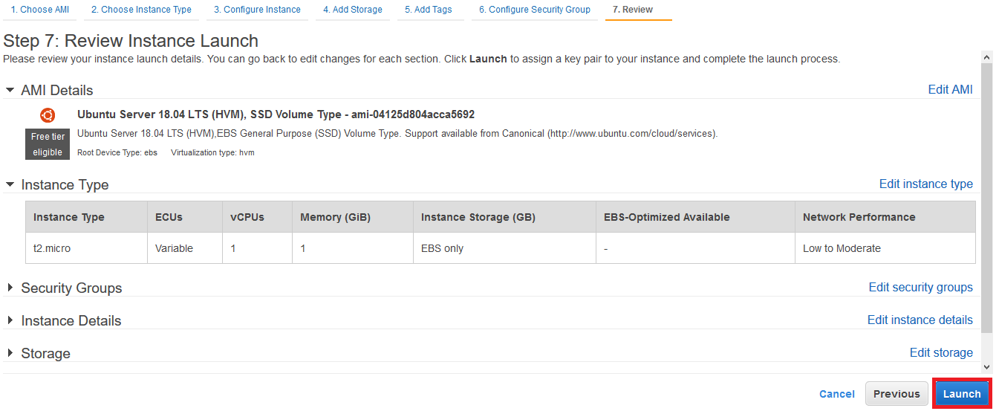 1. Choose AMI 2. Choose Instance Type 3. Configure Instance 4. Add Storage 5. Add Tags 6. Configure Security Group 7. Review
Step 7: Review Instance Launch
Please review your instance launch details. You can go back to edit changes for each section. Click Launch to assign a key pair to your instance and complete the launch process.
AMI Details Edit AMI
Ubuntu Server 18.04 LTS (HVM), SSD Volume Type - ami-04125d804acca5692
Free tier eligible
Ubuntu Server 18.04 LTS (HVM),EBS General Purpose (SSD) Volume Type. Support available from Canonical (http://www.ubuntu.com/cloud/services).
Root Device Type: ebs Virtualization type: hvm
Instance Type Edit instance type
Instance Type ECUs vCPUs Memory (GiB) Instance Storage (GB) EBS-Optimized Available Network Performance
t2.micro Variable 1 1 EBS only - Low to Moderate
Security Groups Edit security groups
Instance Details Edit instance details
Storage Edit storage
Cancel Previous Launch